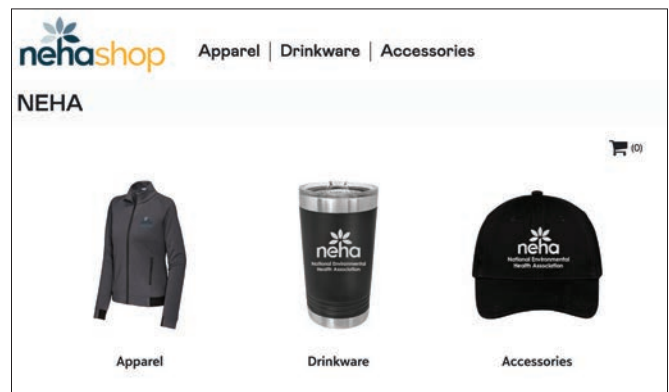 nehashop
Apparel | Drinkware | Accessories
NEHA
(0)
neha
National Environmental
Health Association
neha
National Environmental
Health Association
Apparel
Drinkware
Accessories